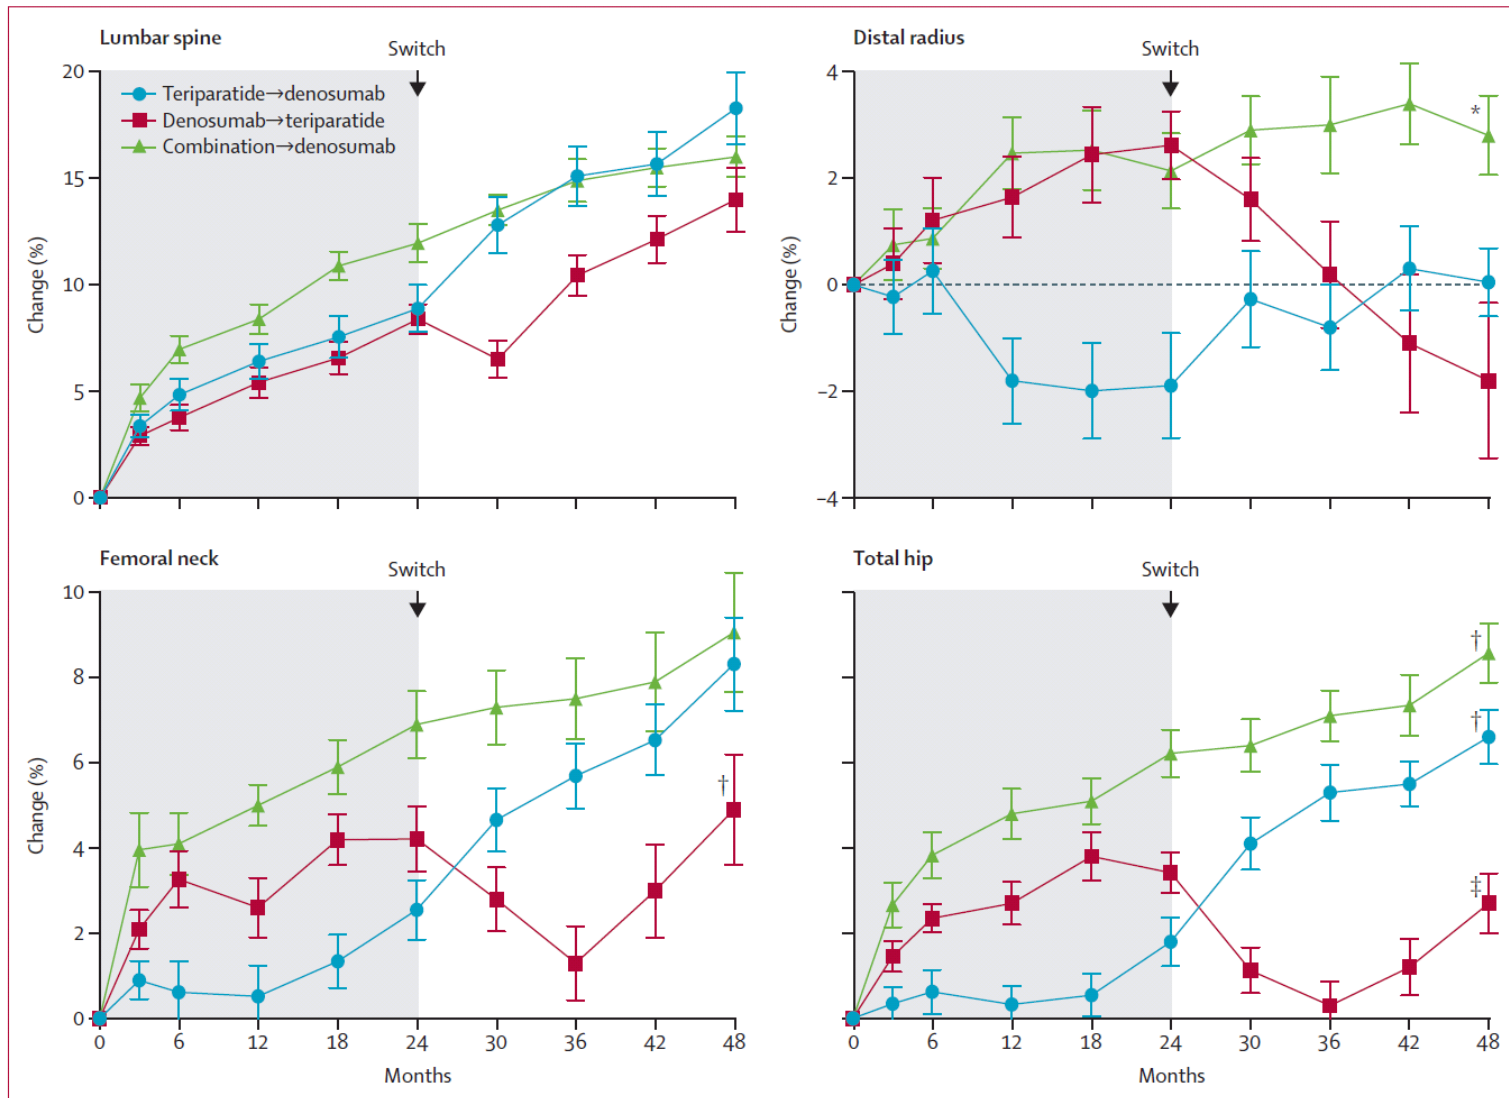 Lumbar spine
Switch
20
15
10
5
0
Change (%)
Teriparatide→denosumab
Denosumab→teriparatide
Combination→denosumab
Distal radius
Switch
4
2
0
−2
−4
Change (%)
*
Femoral neck
Switch
10
8
6
4
2
0
Change (%)
†
0 6 12 18 24 30 36 42 48
Months
Total hip
Switch
†
†
‡
0 6 12 18 24 30 36 42 48
Months